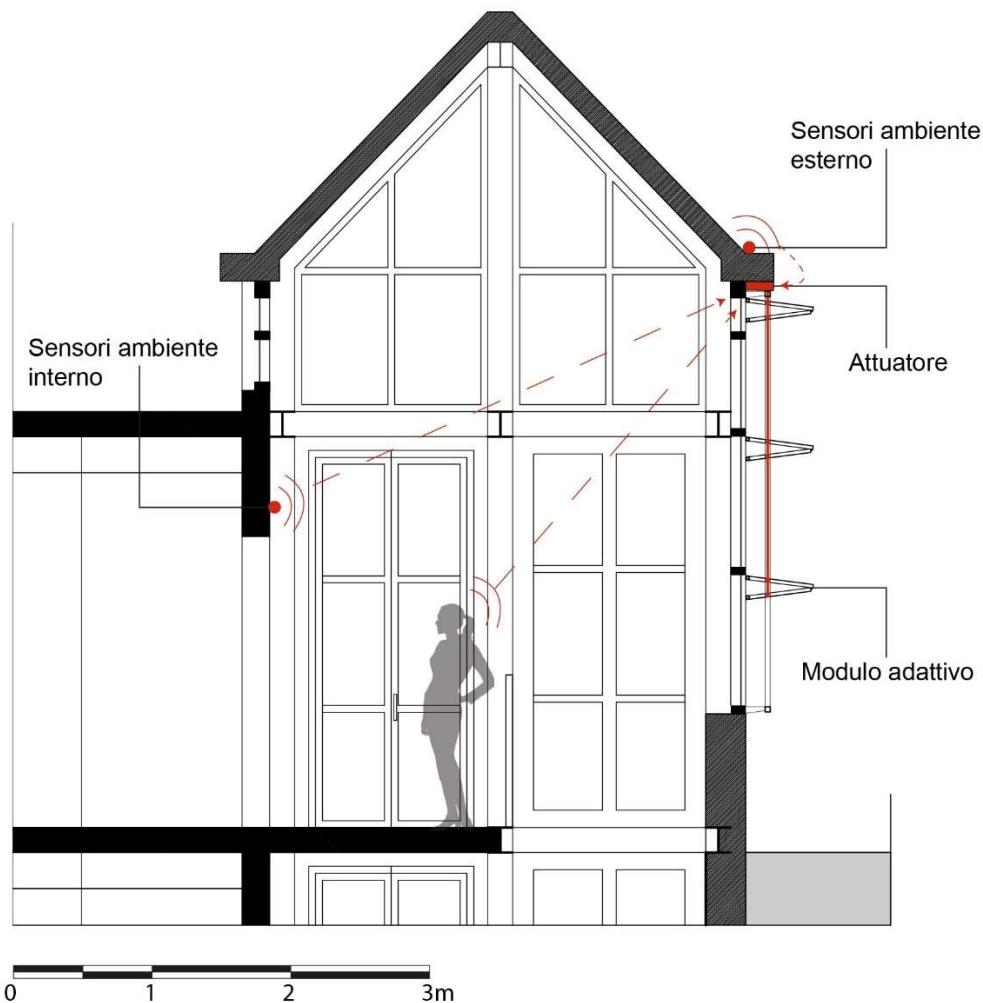 Sensori ambiente
esterno
Sensori ambiente
interno
Attuatore
Modulo adattivo
0 1 2 3m